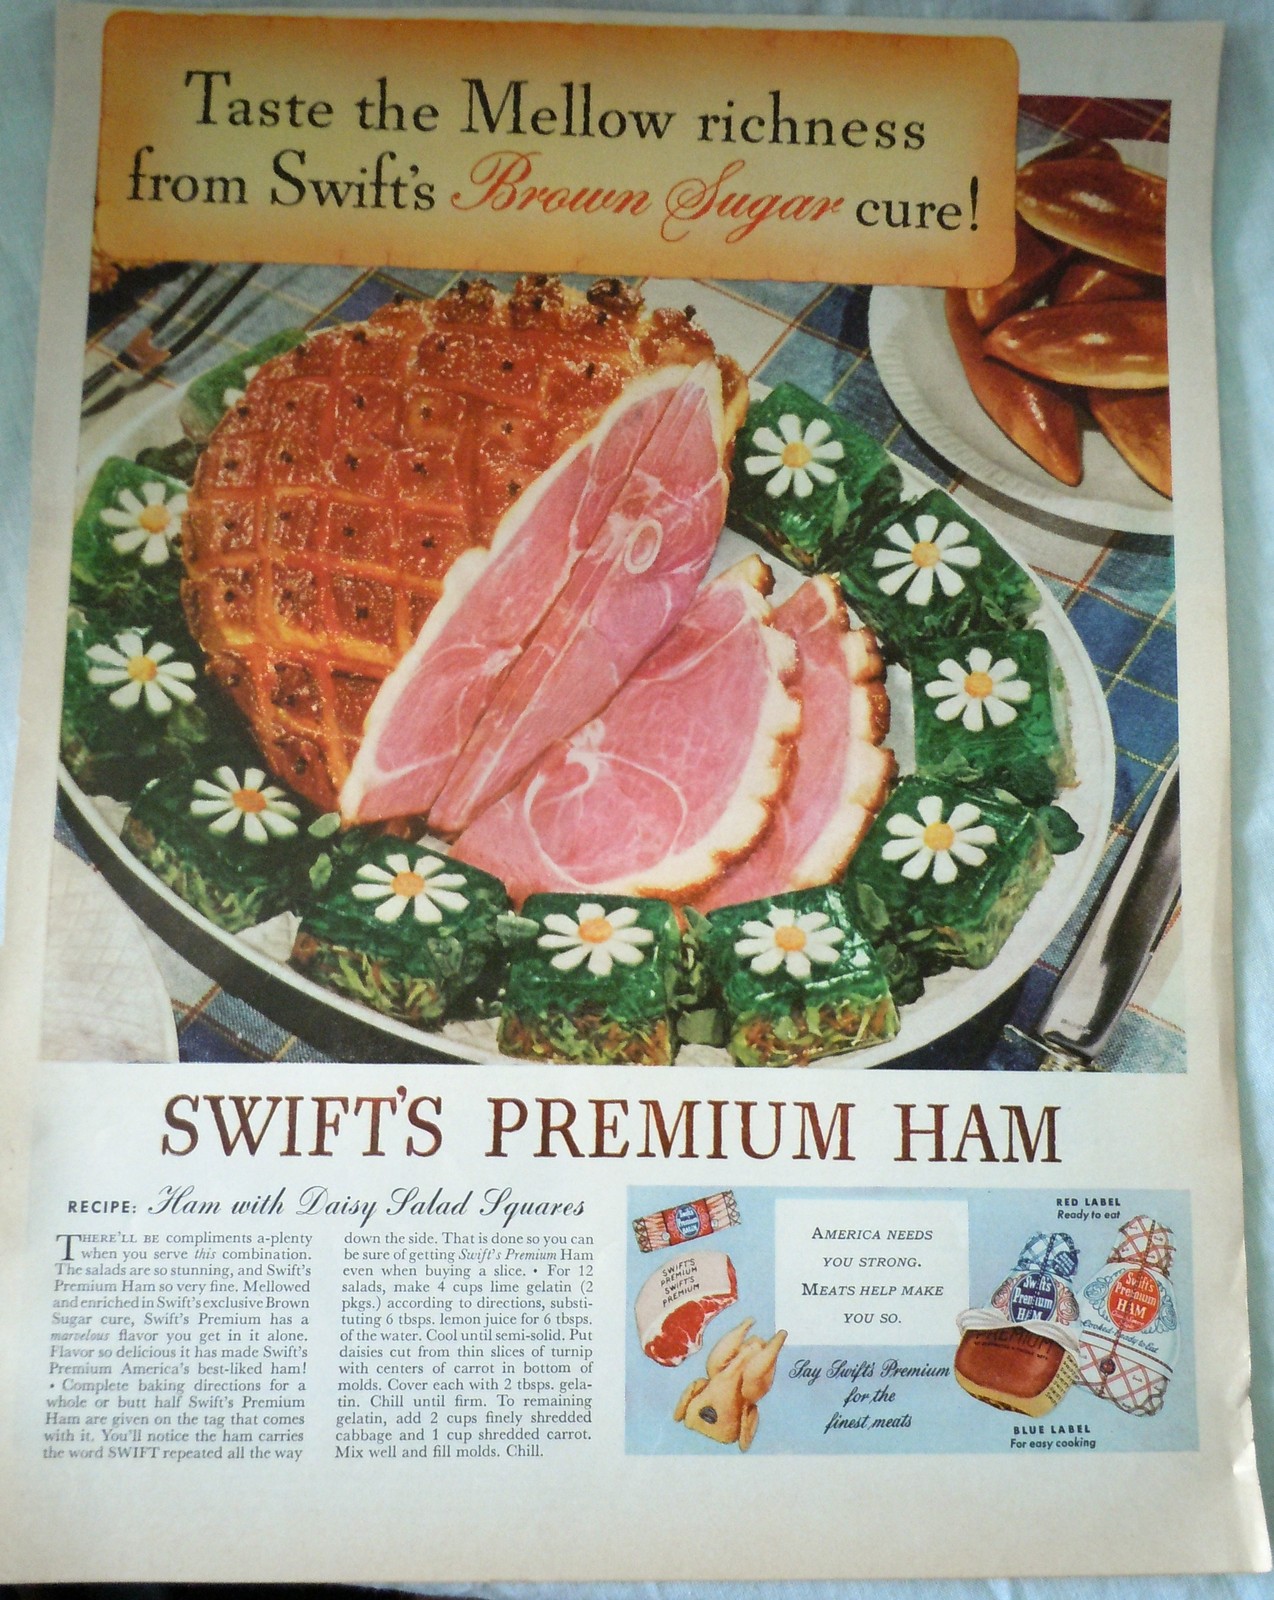 Taste the Mellow richness
from Swift's Brown Sugar cure!
SWIFT'S PREMIUM HAM
RECIPE: Ham with Daisy Salad Squares
THERE'LL BE compliments a-plenty
when you serve this combination.
The salads are so stunning, and Swift's
Premium Ham so very fine. Mellowed
and enriched in Swift's exclusive Brown
Sugar cure, Swift's Premium has a
marvelous flavor you get in it alone.
Flavor so delicious it has made Swift's
Premium America's best-liked ham!
• Complete baking directions for a
whole or butt half Swift's Premium
Ham are given on the tag that comes
with it. You'll notice the ham carries
the word SWIFT repeated all the way
down the side. That is done so you can
be sure of getting Swift's Premium Ham
even when buying a slice. • For 12
salads, make 4 cups lime gelatin (2
pkgs.) according to directions, substi-
tuting 6 tbsps. lemon juice for 6 tbsps.
of the water. Cool until semi-solid. Put
daisies cut from thin slices of turnip
with centers of carrot in bottom of
molds. Cover each with 2 tbsps. gela-
tin. Chill until firm. To remaining
gelatin, add 2 cups finely shredded
cabbage and 1 cup shredded carrot.
Mix well and fill molds. Chill.
SWIFT'S
PREMIUM
SWIFT'S
PREMIUM
AMERICA NEEDS
YOU STRONG.
MEATS HELP MAKE
YOU SO.
Say Swift's Premium
for the
finest meats
RED LABEL
Ready to eat
Swift's
Premium
HAM
PREMIUM
Swift's
Premium
HAM
BLUE LABEL
For easy cooking